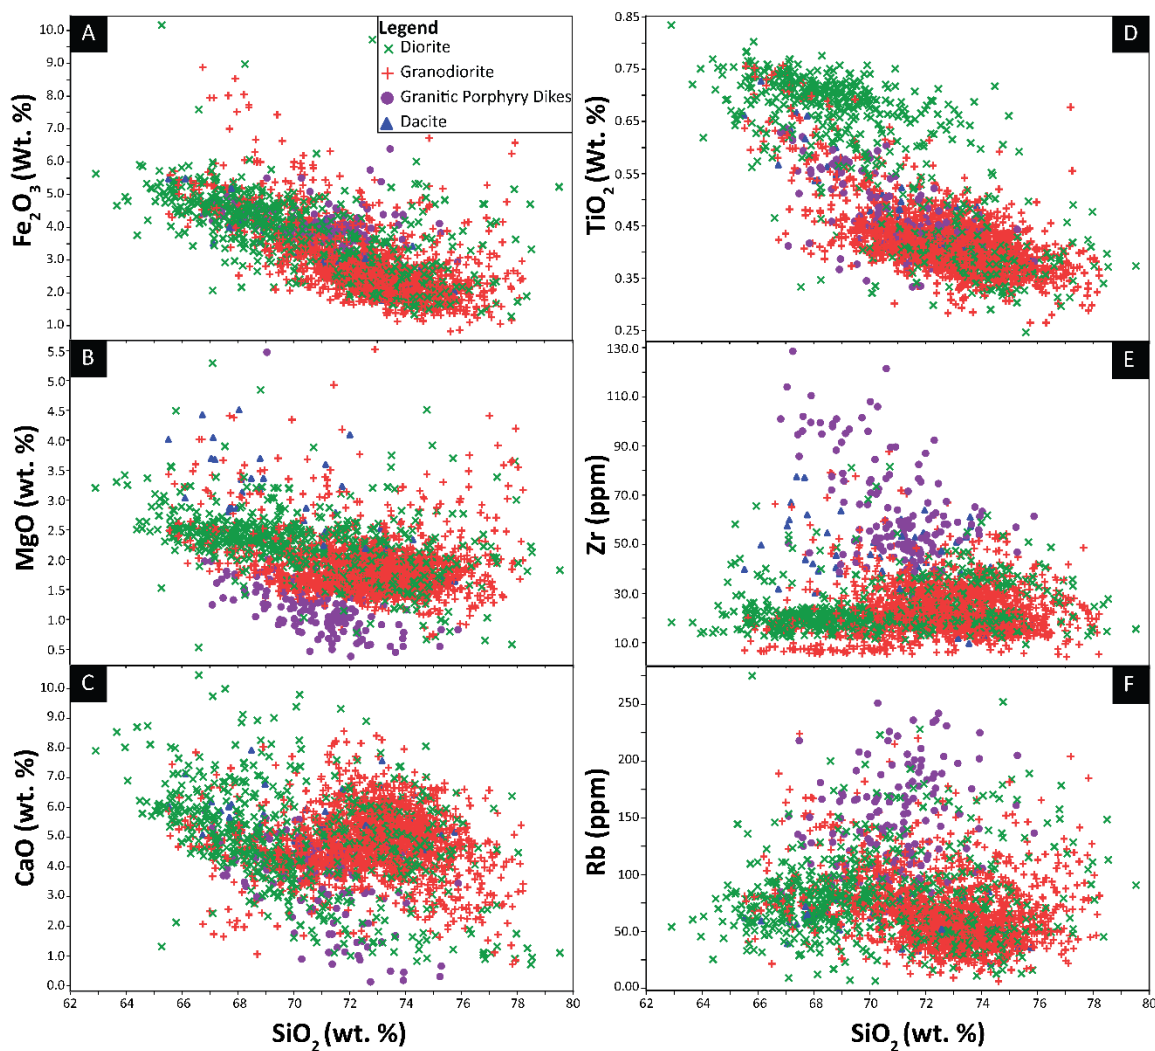 A
Legend
Diorite
Granodiorite
Granitic Porphyry Dikes
Dacite
10.0
9.0
8.0
7.0
6.0
5.0
4.0
3.0
2.0
1.0
Fe2O3 (Wt. %)
B
5.5
5.0
4.5
4.0
3.5
3.0
2.5
2.0
1.5
1.0
0.5
MgO (wt. %)
C
10.0
9.0
8.0
7.0
6.0
5.0
4.0
3.0
2.0
1.0
0.0
CaO (wt. %)
62 64 66 68 70 72 74 76 78 80
SiO2 (wt. %)
D
0.85
0.75
0.65
0.55
0.45
0.35
0.25
TiO2 (Wt. %)
E
130.0
110.0
90.0
70.0
50.0
30.0
10.0
Zr (ppm)
F
250
200
150
100
50.0
0.00
Rb (ppm)
62 64 66 68 70 72 74 76 78 80
SiO2 (wt. %)